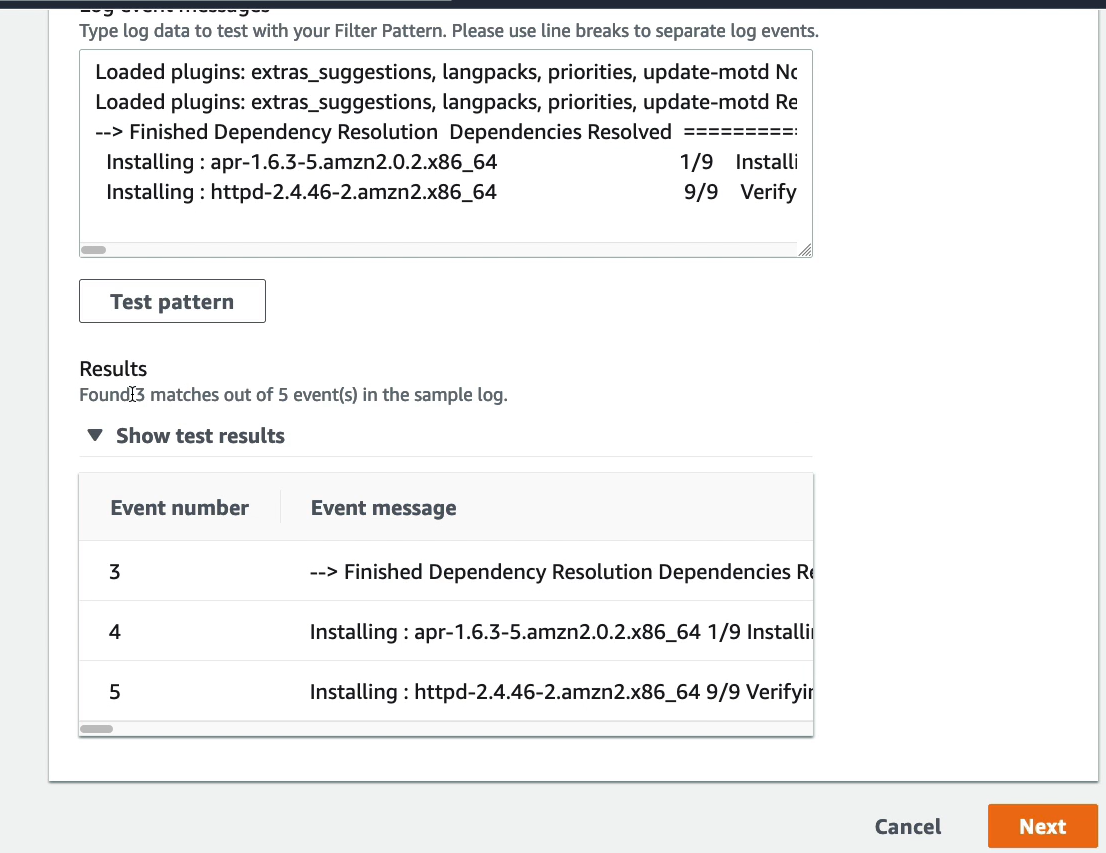 Log event messages
Type log data to test with your Filter Pattern. Please use line breaks to separate log events.
Loaded plugins: extras_suggestions, langpacks, priorities, update-motd No
Loaded plugins: extras_suggestions, langpacks, priorities, update-motd Re
--> Finished Dependency Resolution  Dependencies Resolved  ==========
Installing : apr-1.6.3-5.amzn2.0.2.x86_64 1/9 Installi
Installing : httpd-2.4.46-2.amzn2.x86_64 9/9 Verify
Test pattern
Results
Found 3 matches out of 5 event(s) in the sample log.
Show test results
Event number Event message
3 --> Finished Dependency Resolution Dependencies Re
4 Installing : apr-1.6.3-5.amzn2.0.2.x86_64 1/9 Installin
5 Installing : httpd-2.4.46-2.amzn2.x86_64 9/9 Verifyin
Cancel Next